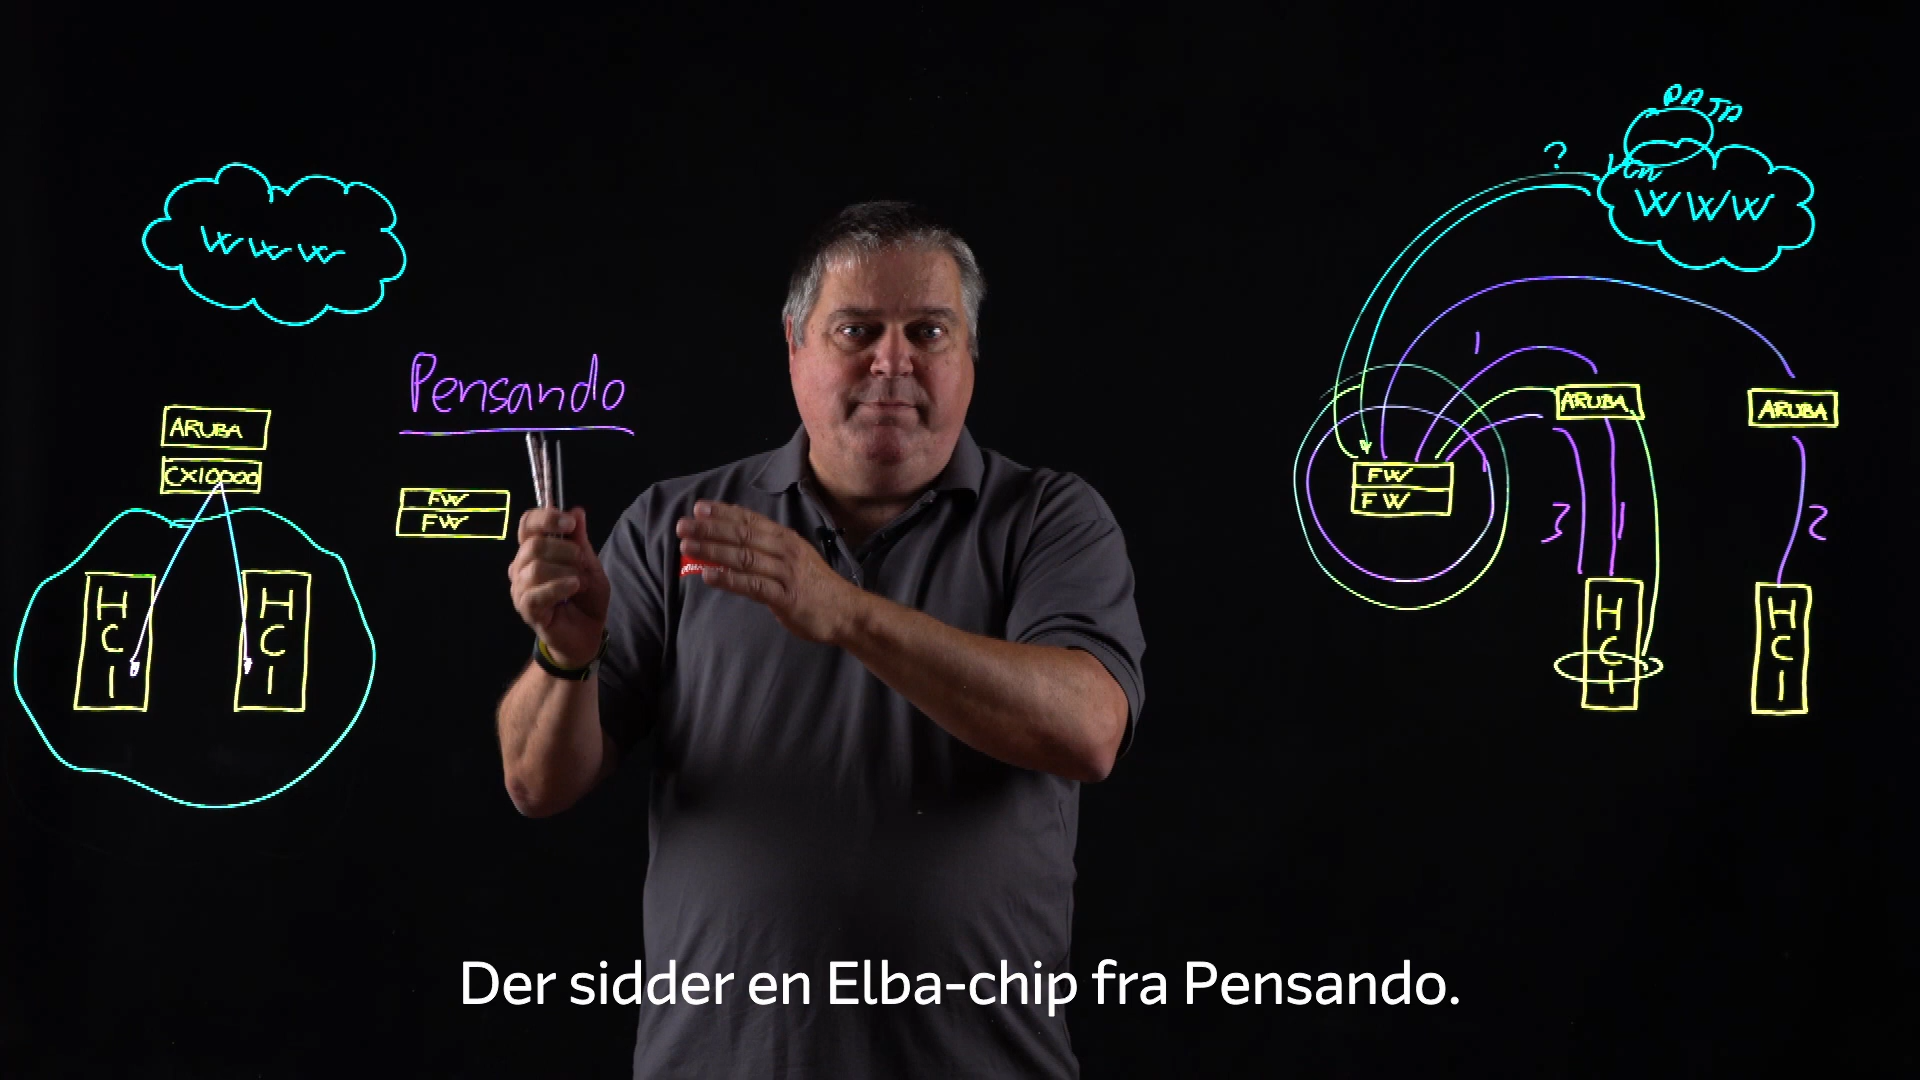 WWW
ARUBA
CX10000
HCI
HCI
Pensando
FW
FW
DATA
?
WWW
1
ARUBA
ARUBA
FW
FW
3
1
2
HCI
HCI
Der sidder en Elba-chip fra Pensando.